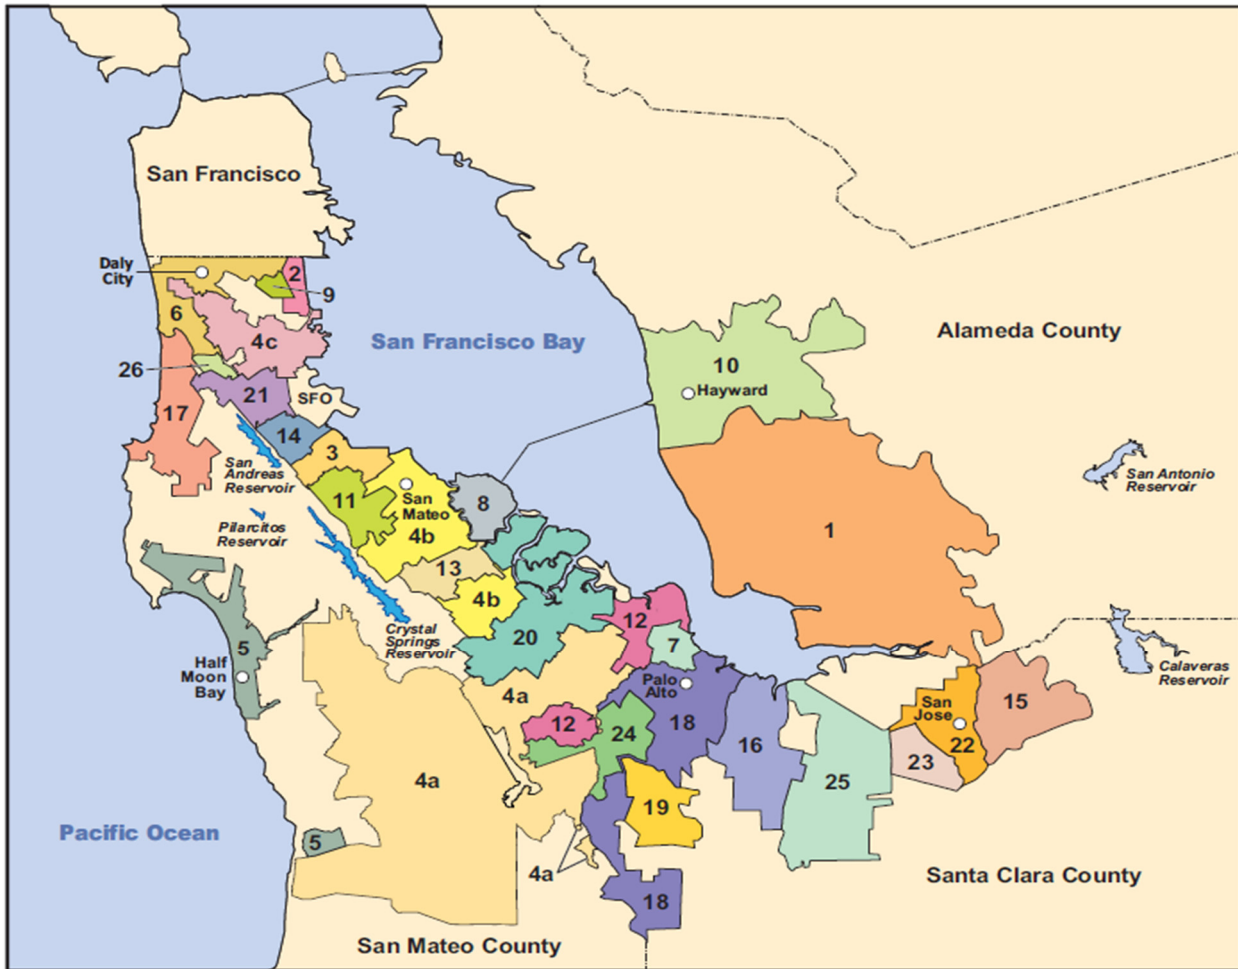 San Francisco
Daly
City
2
9
6
4c
San Francisco Bay
Alameda County
26
10
Hayward
21
SFO
17
14
3
San
Andreas
Reservoir
11
San
Mateo
8
4b
San Antonio
Reservoir
Pilarcitos
Reservoir
1
13
4b
12
Crystal
Springs
Reservoir
20
7
5
Half
Moon
Bay
Calaveras
Reservoir
Palo
Alto
4a
San
Jose
15
12
24
18
16
22
23
4a
25
19
Pacific Ocean
5
4a
Santa Clara County
18
San Mateo County